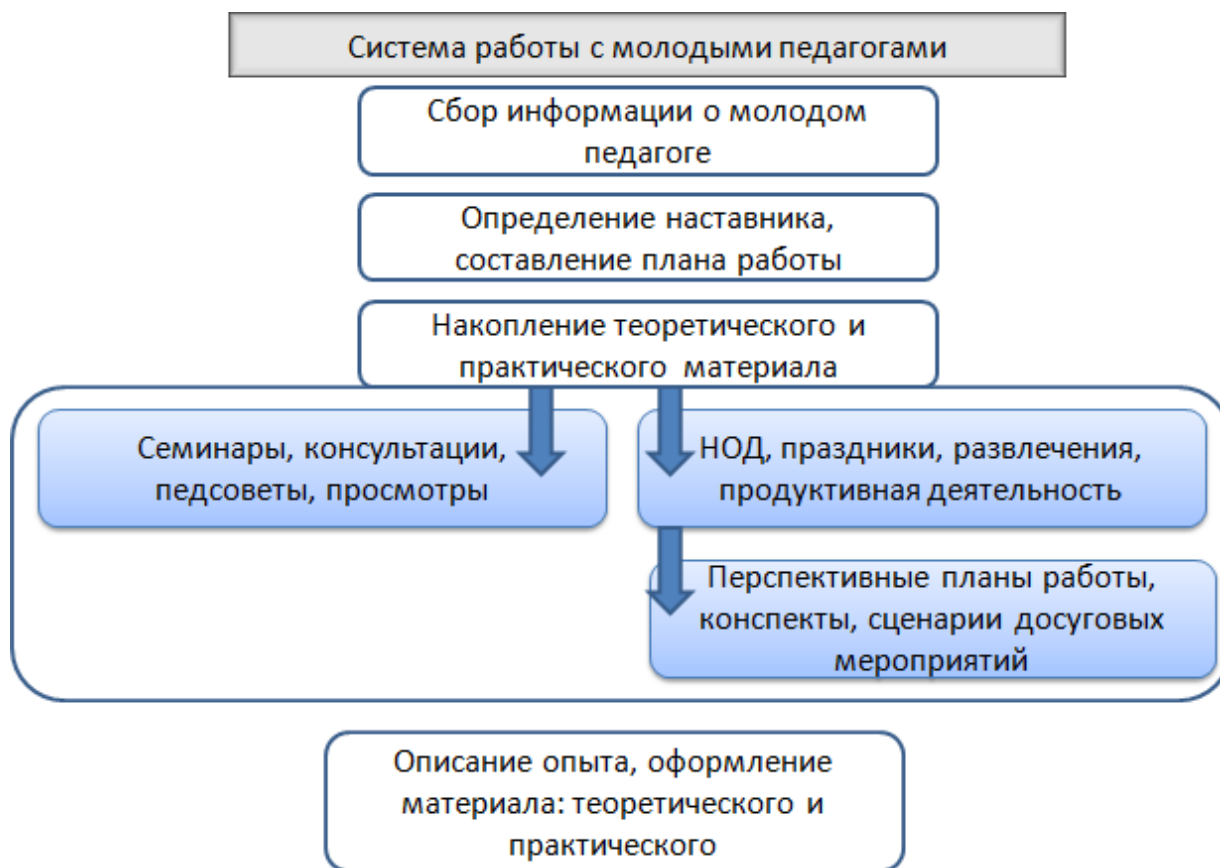 Система работы с молодыми педагогами
Сбор информации о молодом
педагоге
Определение наставника,
составление плана работы
Накопление теоретического и
практического материала
Семинары, консультации,
педсоветы, просмотры
НОД, праздники, развлечения,
продуктивная деятельность
Перспективные планы работы,
конспекты, сценарии досуговых
мероприятий
Описание опыта, оформление
материала: теоретического и
практического